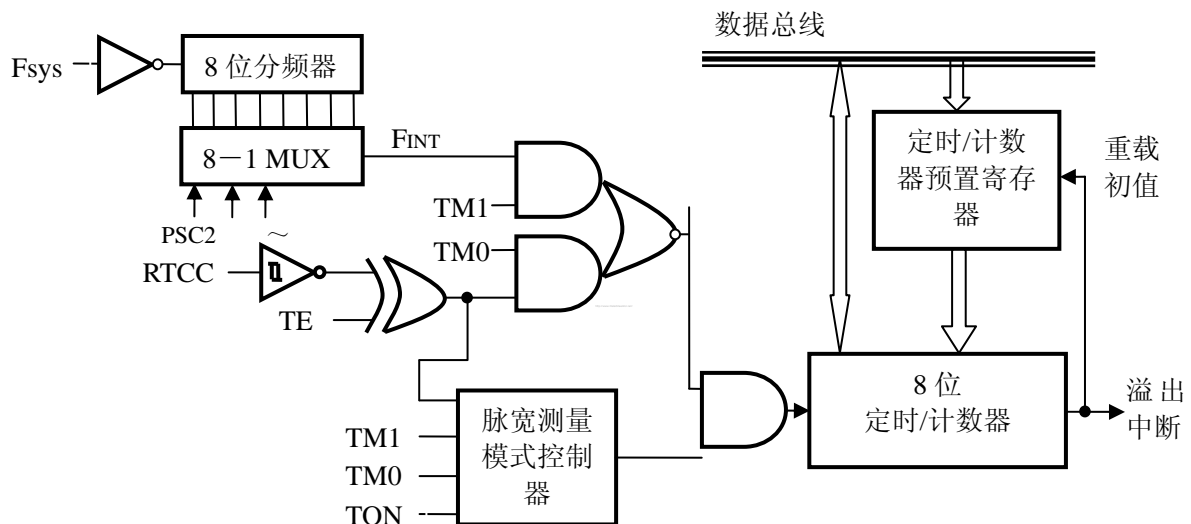 数据总线
Fsys
8 位分频器
8－1 MUX
FINT
定时/计数
器预置寄存
器
重载
初值
TM1
PSC2
~
TM0
RTCC
TE
8 位
定时/计数器
溢 出
中断
脉宽测量
模式控制
器
TM1
TM0
TON